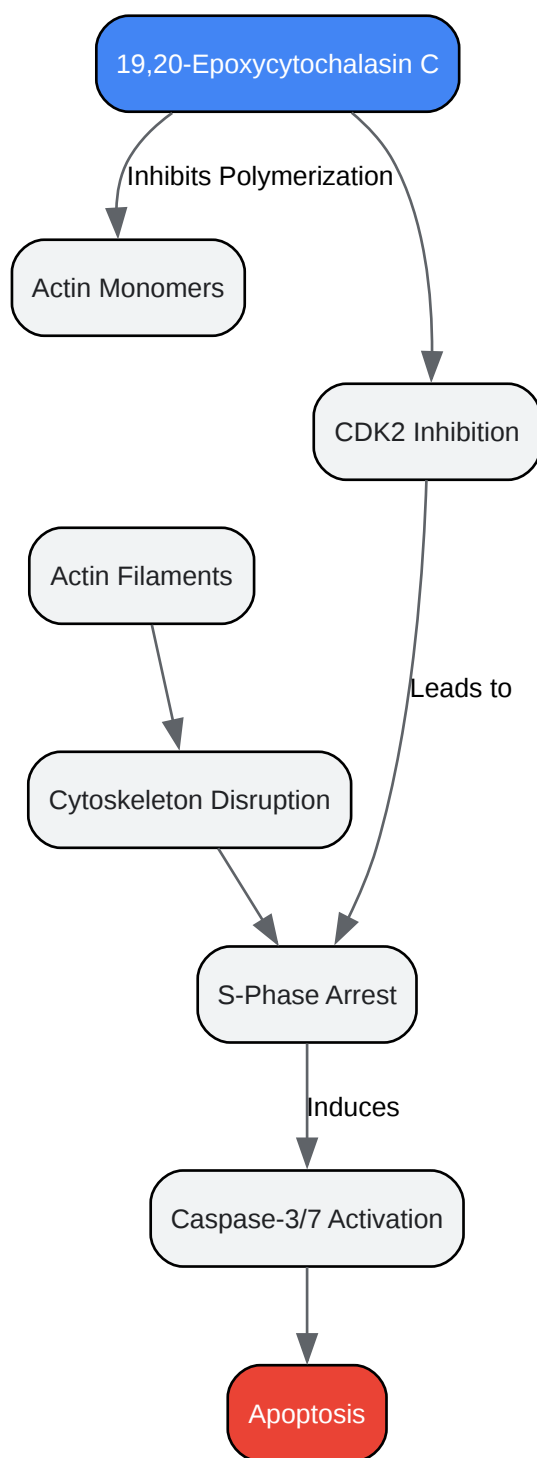 19,20-Epoxycytochalasin C
Inhibits Polymerization
Actin Monomers
CDK2 Inhibition
Actin Filaments
Leads to
Cytoskeleton Disruption
S-Phase Arrest
Induces
Caspase-3/7 Activation
Apoptosis